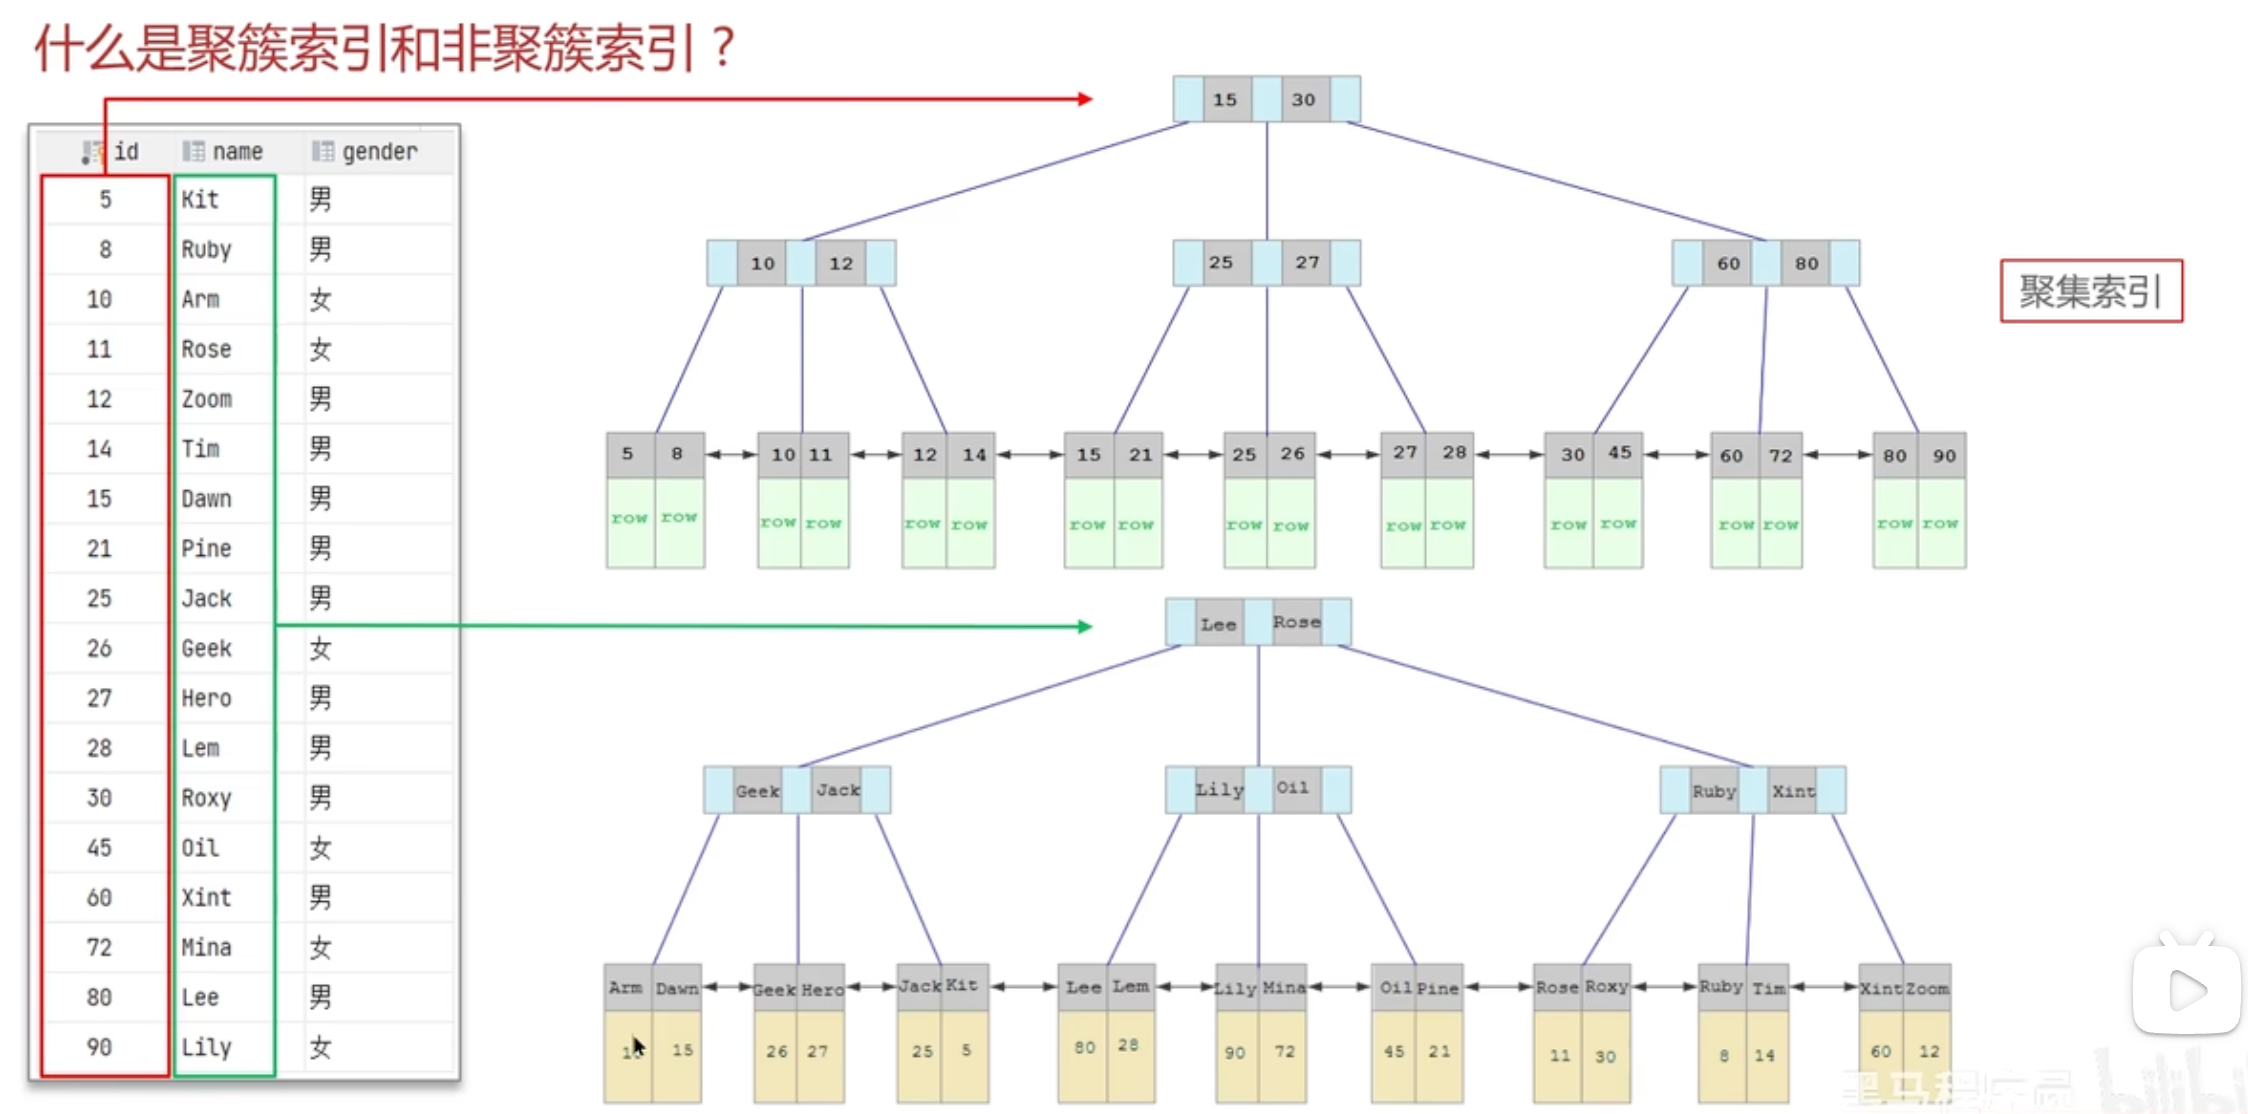 什么是聚簇索引和非聚簇索引？
id name gender
5 Kit 男
8 Ruby 男
10 Arm 女
11 Rose 女
12 Zoom 男
14 Tim 男
15 Dawn 男
21 Pine 男
25 Jack 男
26 Geek 女
27 Hero 男
28 Lem 男
30 Roxy 男
45 Oil 女
60 Xint 男
72 Mina 女
80 Lee 男
90 Lily 女
15 30
10 12 25 27 60 80
聚集索引
5 8 10 11 12 14 15 21 25 26 27 28 30 45 60 72 80 90
row row row row row row row row row row row row row row row row row row
Lee Rose
Geek Jack Lily Oil Ruby Xint
Arm Dawn Geek Hero Jack Kit Lee Lem Lily Mina Oil Pine Rose Roxy Ruby Tim Xint Zoom
15 26 27 25 5 80 28 90 72 45 21 11 30 8 14 60 12
黑马程序员
bilibili